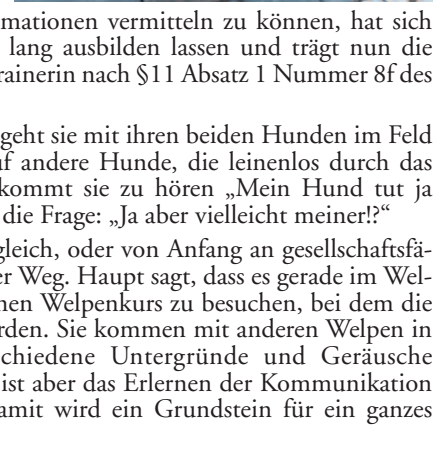 mationen vermitteln zu können, hat sich
lang ausbilden lassen und trägt nun die
rainerin nach §11 Absatz 1 Nummer 8f des
geht sie mit ihren beiden Hunden im Feld
uf andere Hunde, die leinenlos durch das
kommt sie zu hören „Mein Hund tut ja
die Frage: „Ja aber vielleicht meiner!?“
gleich, oder von Anfang an gesellschaftsfä-
er Weg. Haupt sagt, dass es gerade im Wel-
nen Welpenkurs zu besuchen, bei dem die
rden. Sie kommen mit anderen Welpen in
schiedene Untergründe und Geräusche
ist aber das Erlernen der Kommunikation
amit wird ein Grundstein für ein ganzes